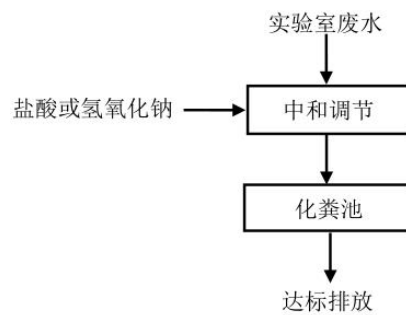 实验室废水
盐酸或氢氧化钠
中和调节
化粪池
达标排放